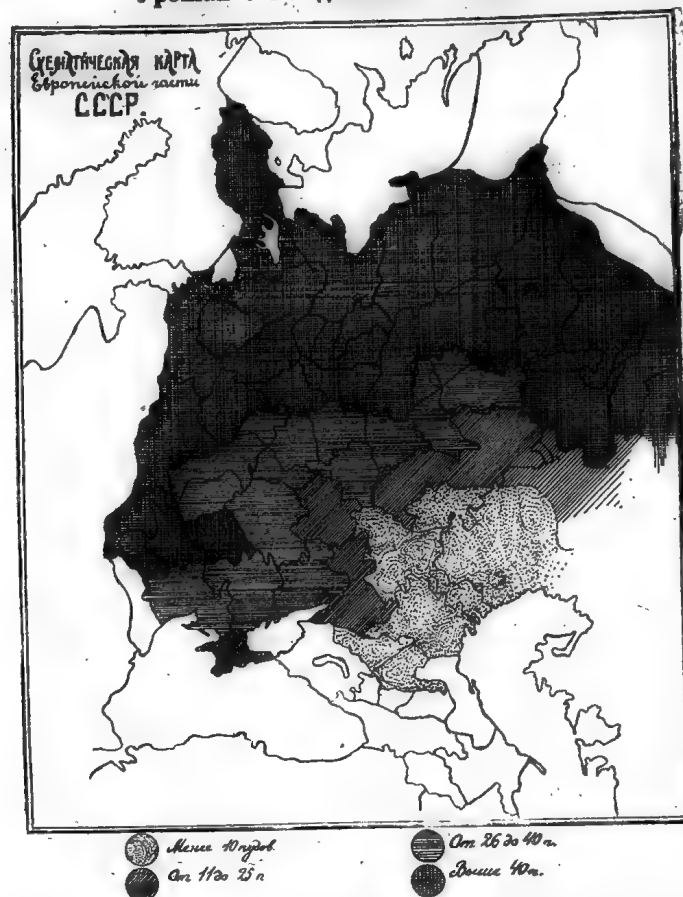 СХЕМАТИЧЕСКАЯ КАРТА
Европейской части
СССР.
Менее 10 пудов.
От 11 до 25 п
От 26 до 40 п.
Выше 40 п.